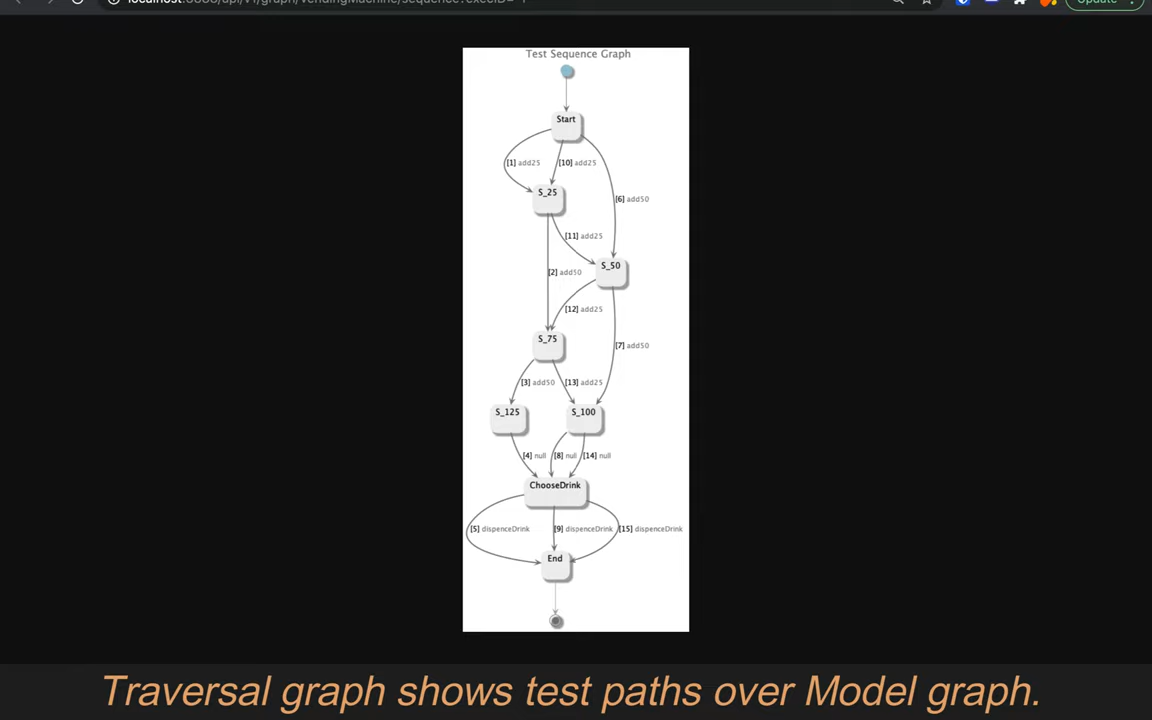 Update
Test Sequence Graph
Start
[1] add25
[10] add25
S_25
[6] add50
[11] add25
S_50
[2] add50
[12] add25
S_75
[7] add50
[3] add50
[13] add25
S_125
S_100
[4] null
[8] null
[14] null
ChooseDrink
[5] dispenceDrink
[9] dispenceDrink
[15] dispenceDrink
End
Traversal graph shows test paths over Model graph.